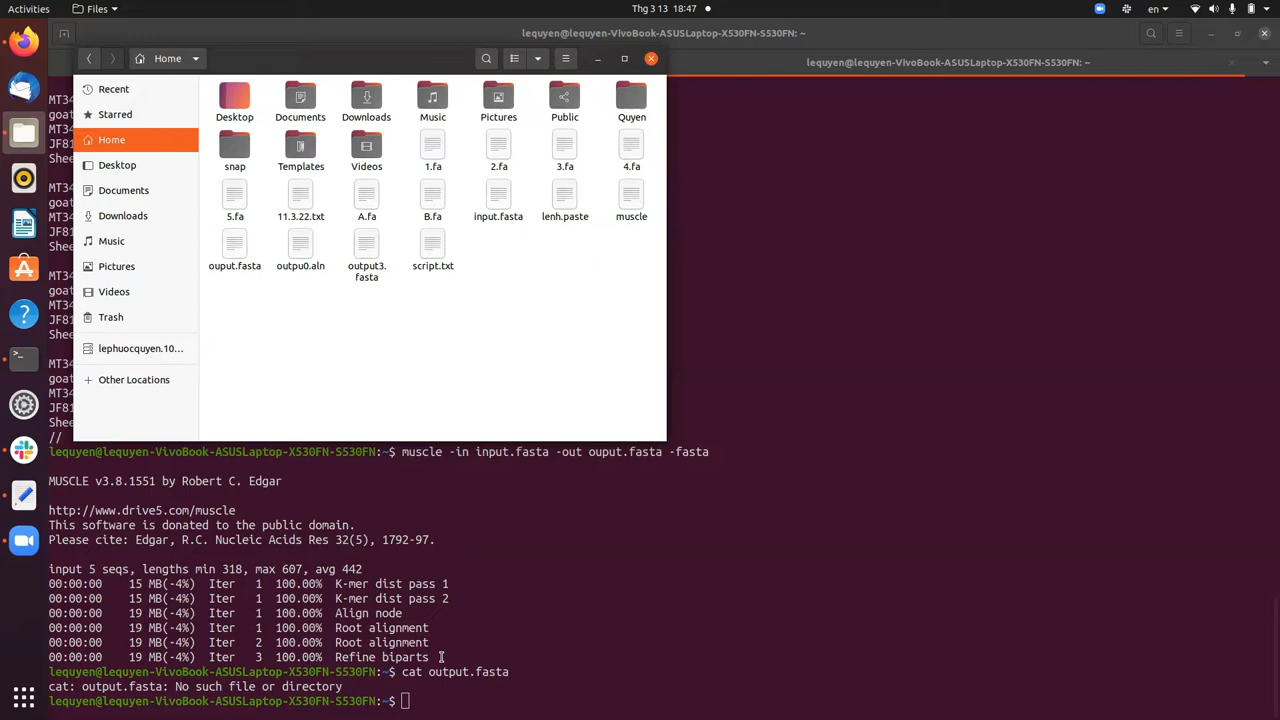 Activities
Files
Thg 3 13 18:47
en
lequyen@lequyen-VivoBook-ASUSLaptop-X530FN-S530FN: ~
lequyen@lequyen-VivoBook-ASUSLaptop-X530FN-S530FN: ~
Home
Recent
Starred
Home
Desktop
Documents
Downloads
Music
Pictures
Videos
Trash
lephuocquyen.10...
Other Locations
Desktop
Documents
Downloads
Music
Pictures
Public
Quyen
snap
Templates
Videos
1.fa
2.fa
3.fa
4.fa
5.fa
11.3.22.txt
A.fa
B.fa
input.fasta
lenh.paste
muscle
ouput.fasta
outpu0.aln
output3.
fasta
script.txt
MT34
goat
MT34
JF81
Shee
MT34
goat
MT34
JF81
Shee
MT34
goat
MT34
JF81
Shee
MT34
goat
MT34
JF81
Shee
//
lequyen@lequyen-VivoBook-ASUSLaptop-X530FN-S530FN:~$ muscle -in input.fasta -out ouput.fasta -fasta
MUSCLE v3.8.1551 by Robert C. Edgar
http://www.drive5.com/muscle
This software is donated to the public domain.
Please cite: Edgar, R.C. Nucleic Acids Res 32(5), 1792-97.
input 5 seqs, lengths min 318, max 607, avg 442
00:00:00 15 MB(-4%) Iter 1 100.00% K-mer dist pass 1
00:00:00 15 MB(-4%) Iter 1 100.00% K-mer dist pass 2
00:00:00 19 MB(-4%) Iter 1 100.00% Align node
00:00:00 19 MB(-4%) Iter 1 100.00% Root alignment
00:00:00 19 MB(-4%) Iter 2 100.00% Root alignment
00:00:00 19 MB(-4%) Iter 3 100.00% Refine biparts
lequyen@lequyen-VivoBook-ASUSLaptop-X530FN-S530FN:~$ cat output.fasta
cat: output.fasta: No such file or directory
lequyen@lequyen-VivoBook-ASUSLaptop-X530FN-S530FN:~$